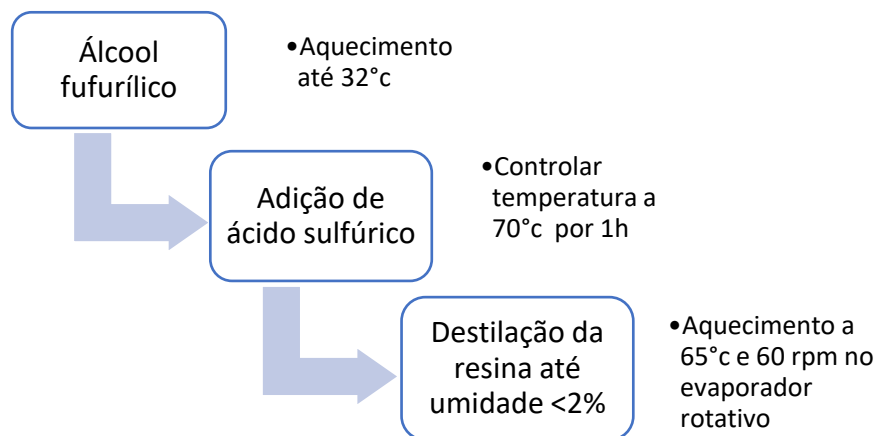 Álcool
fufurílico
•Aquecimento
até 32°c
Adição de
ácido sulfúrico
•Controlar
temperatura a
70°c por 1h
Destilação da
resina até
umidade <2%
•Aquecimento a
65°c e 60 rpm no
evaporador
rotativo